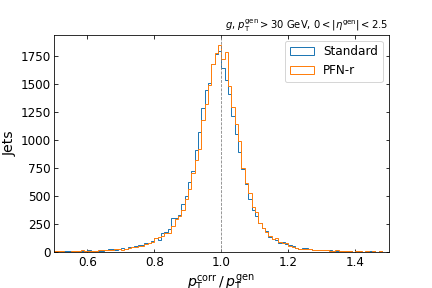 g, p_T^gen > 30 GeV, 0 < |η^gen| < 2.5
Standard
PFN-r
Jets
1750
1500
1250
1000
750
500
250
0
0.6 0.8 1.0 1.2 1.4
p_T^corr / p_T^gen